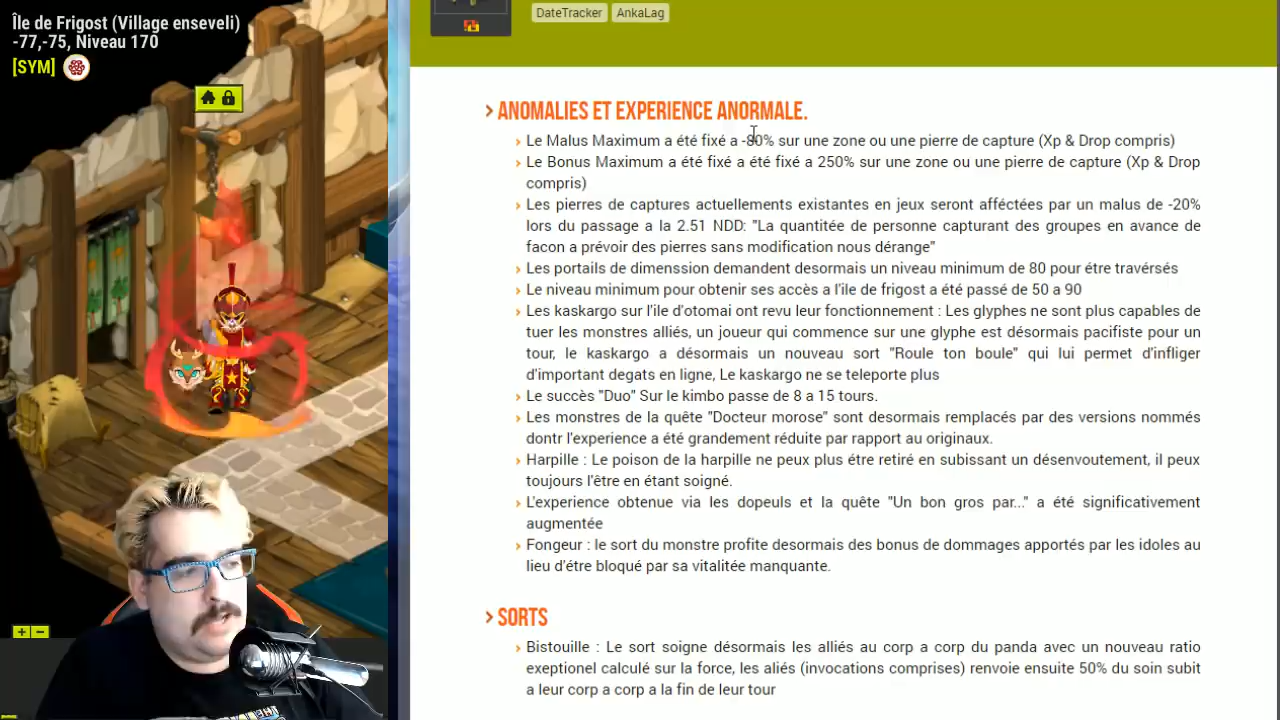 Île de Frigost (Village enseveli)
-77,-75, Niveau 170
[SYM]
DateTracker AnkaLag
ANOMALIES ET EXPERIENCE ANORMALE.
Le Malus Maximum a été fixé a -80% sur une zone ou une pierre de capture (Xp & Drop compris)
Le Bonus Maximum a été fixé a été fixé a 250% sur une zone ou une pierre de capture (Xp & Drop
compris)
Les pierres de captures actuellements existantes en jeux seront afféctées par un malus de -20%
lors du passage a la 2.51 NDD: "La quantitée de personne capturant des groupes en avance de
facon a prévoir des pierres sans modification nous dérange"
Les portails de dimenssion demandent desormais un niveau minimum de 80 pour étre travérsés
Le niveau minimum pour obtenir ses accès a l'ile de frigost a été passé de 50 a 90
Les kaskargo sur l'ile d'otomai ont revu leur fonctionnement : Les glyphes ne sont plus capables de
tuer les monstres alliés, un joueur qui commence sur une glyphe est désormais pacifiste pour un
tour, le kaskargo a désormais un nouveau sort "Roule ton boule" qui lui permet d'infliger
d'important degats en ligne, Le kaskargo ne se teleporte plus
Le succès "Duo" Sur le kimbo passe de 8 a 15 tours.
Les monstres de la quête "Docteur morose" sont desormais remplacés par des versions nommés
dontr l'experience a été grandement réduite par rapport au originaux.
Harpille : Le poison de la harpille ne peux plus étre retiré en subissant un désenvoutement, il peux
toujours l'être en étant soigné.
L'experience obtenue via les dopeuls et la quête "Un bon gros par..." a été significativement
augmentée
Fongeur : le sort du monstre profite desormais des bonus de dommages apportés par les idoles au
lieu d'étre bloqué par sa vitalitée manquante.
SORTS
Bistouille : Le sort soigne désormais les alliés au corp a corp du panda avec un nouveau ratio
exeptionel calculé sur la force, les aliés (invocations comprises) renvoie ensuite 50% du soin subit
a leur corp a corp a la fin de leur tour